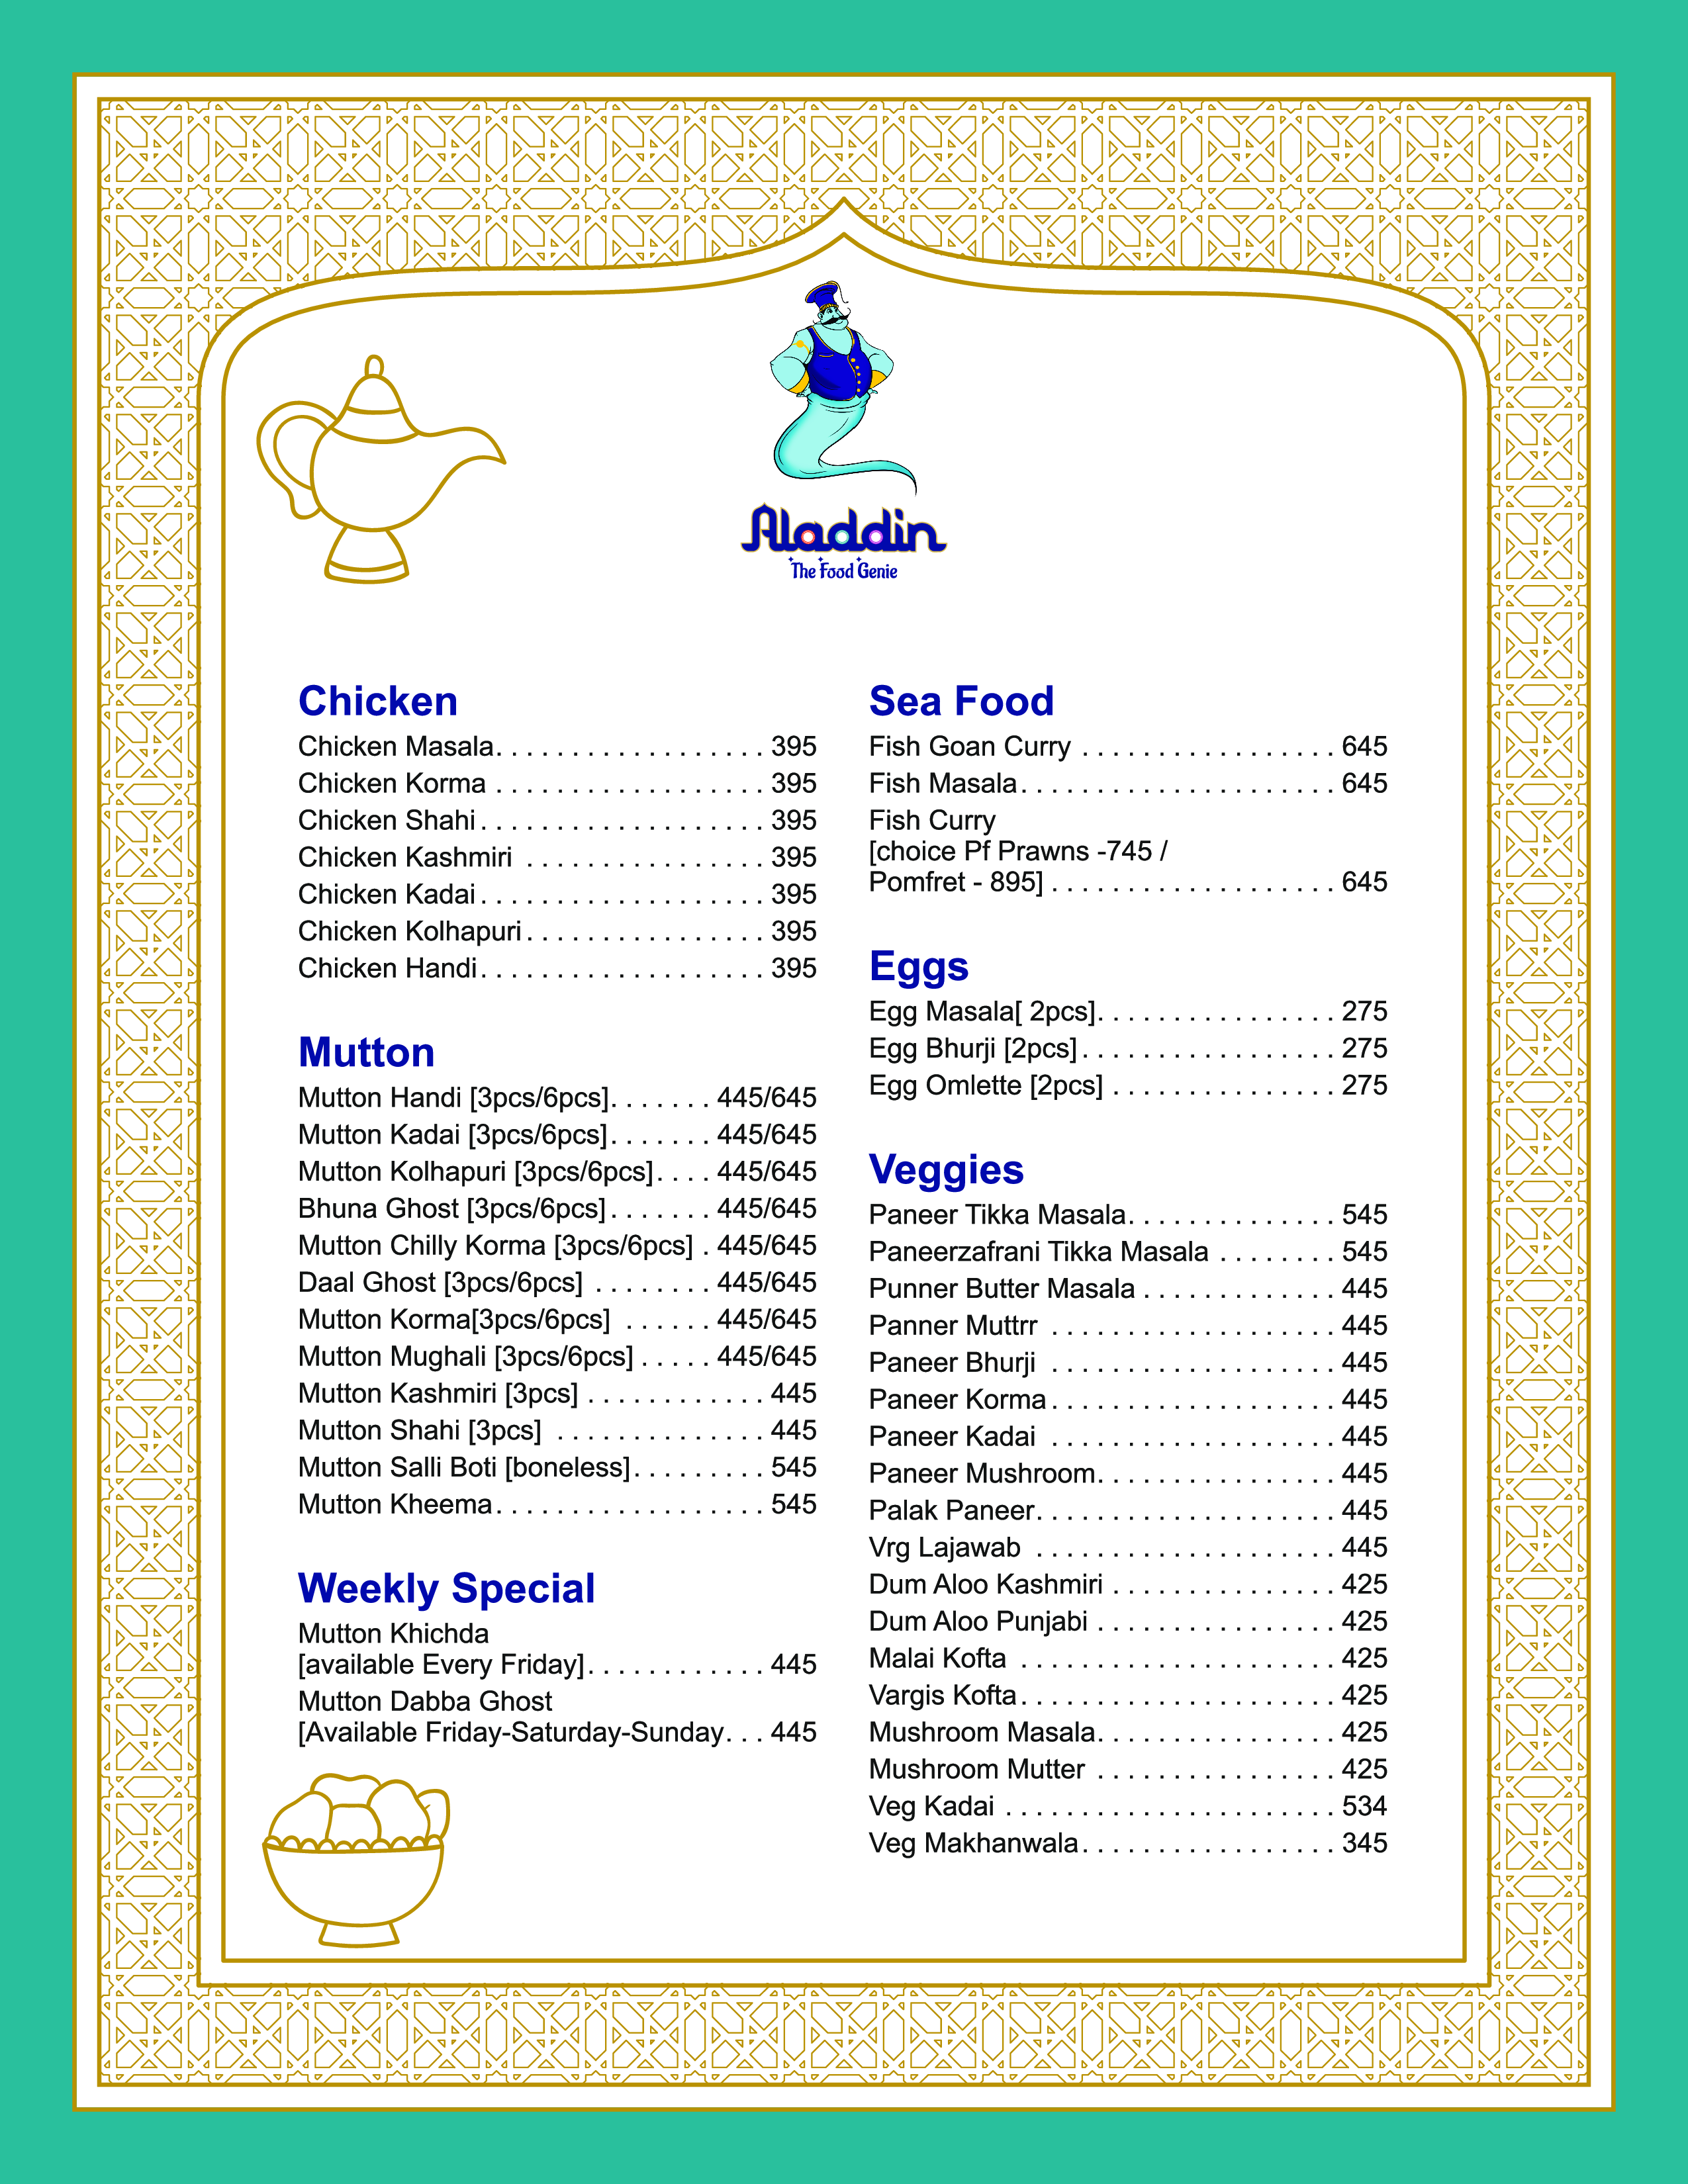 Aladdin
The Food Genie
Chicken
Chicken Masala. . . . . . . . . . . . . . . . . . 395
Chicken Korma . . . . . . . . . . . . . . . . . . 395
Chicken Shahi . . . . . . . . . . . . . . . . . . . 395
Chicken Kashmiri . . . . . . . . . . . . . . . . 395
Chicken Kadai . . . . . . . . . . . . . . . . . . . 395
Chicken Kolhapuri . . . . . . . . . . . . . . . . 395
Chicken Handi . . . . . . . . . . . . . . . . . . . 395
Mutton
Mutton Handi [3pcs/6pcs]. . . . . . . 445/645
Mutton Kadai [3pcs/6pcs]. . . . . . . 445/645
Mutton Kolhapuri [3pcs/6pcs]. . . . 445/645
Bhuna Ghost [3pcs/6pcs] . . . . . . . 445/645
Mutton Chilly Korma [3pcs/6pcs] . 445/645
Daal Ghost [3pcs/6pcs] . . . . . . . . 445/645
Mutton Korma[3pcs/6pcs] . . . . . . 445/645
Mutton Mughali [3pcs/6pcs] . . . . . 445/645
Mutton Kashmiri [3pcs] . . . . . . . . . . . . 445
Mutton Shahi [3pcs] . . . . . . . . . . . . . . 445
Mutton Salli Boti [boneless]. . . . . . . . . 545
Mutton Kheema. . . . . . . . . . . . . . . . . . 545
Weekly Special
Mutton Khichda
[available Every Friday]. . . . . . . . . . . . 445
Mutton Dabba Ghost
[Available Friday-Saturday-Sunday. . . 445
Sea Food
Fish Goan Curry . . . . . . . . . . . . . . . . . 645
Fish Masala. . . . . . . . . . . . . . . . . . . . . 645
Fish Curry
[choice Pf Prawns -745 /
Pomfret - 895] . . . . . . . . . . . . . . . . . . . 645
Eggs
Egg Masala[ 2pcs]. . . . . . . . . . . . . . . . 275
Egg Bhurji [2pcs] . . . . . . . . . . . . . . . . . 275
Egg Omlette [2pcs] . . . . . . . . . . . . . . . 275
Veggies
Paneer Tikka Masala. . . . . . . . . . . . . . 545
Paneerzafrani Tikka Masala . . . . . . . . 545
Punner Butter Masala . . . . . . . . . . . . . 445
Panner Muttrr . . . . . . . . . . . . . . . . . . . 445
Paneer Bhurji . . . . . . . . . . . . . . . . . . . 445
Paneer Korma . . . . . . . . . . . . . . . . . . . 445
Paneer Kadai . . . . . . . . . . . . . . . . . . . 445
Paneer Mushroom. . . . . . . . . . . . . . . . 445
Palak Paneer. . . . . . . . . . . . . . . . . . . . 445
Vrg Lajawab . . . . . . . . . . . . . . . . . . . . 445
Dum Aloo Kashmiri . . . . . . . . . . . . . . . 425
Dum Aloo Punjabi . . . . . . . . . . . . . . . . 425
Malai Kofta . . . . . . . . . . . . . . . . . . . . . 425
Vargis Kofta . . . . . . . . . . . . . . . . . . . . . 425
Mushroom Masala. . . . . . . . . . . . . . . . 425
Mushroom Mutter . . . . . . . . . . . . . . . . 425
Veg Kadai . . . . . . . . . . . . . . . . . . . . . . 534
Veg Makhanwala . . . . . . . . . . . . . . . . . 345